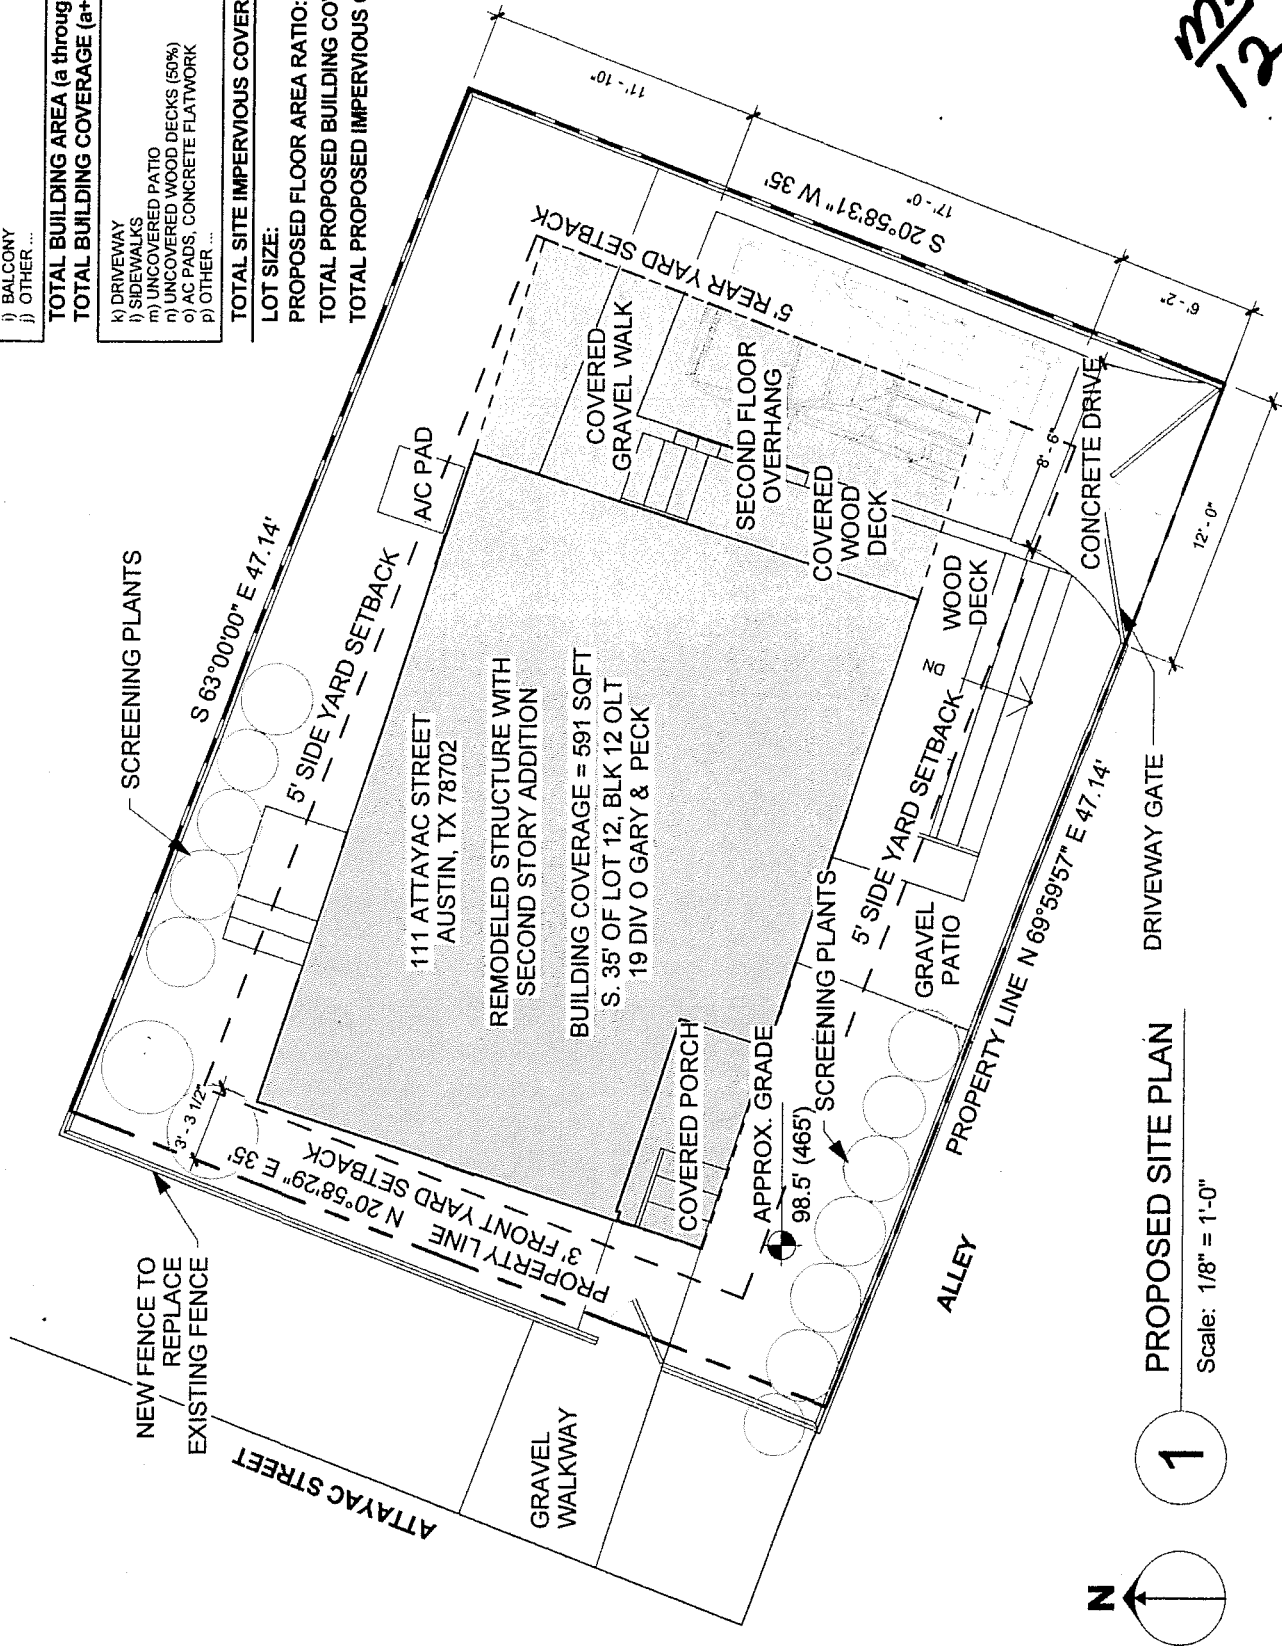 i) BALCONY
j) OTHER...
TOTAL BUILDING AREA (a throug
TOTAL BUILDING COVERAGE (a+
k) DRIVEWAY
l) SIDEWALKS
m) UNCOVERED PATIO
n) UNCOVERED WOOD DECKS (50%)
o) AC PADS, CONCRETE FLATWORK
p) OTHER...
TOTAL SITE IMPERVIOUS COVER
LOT SIZE:
PROPOSED FLOOR AREA RATIO:
TOTAL PROPOSED BUILDING CO
TOTAL PROPOSED IMPERVIOUS
12
SCREENING PLANTS
S 63°00'00" E 47.14'
11' - 10"
17' - 0"
6' - 2"
S 20°58'31" W 35'
5' REAR YARD SETBACK
5' SIDE YARD SETBACK
A/C PAD
COVERED
GRAVEL WALK
SECOND FLOOR
OVERHANG
COVERED
WOOD
DECK
WOOD
DECK
DN
8' - 6"
CONCRETE DRIVE
12' - 0"
111 ATTAYAC STREET
AUSTIN, TX 78702
REMODELED STRUCTURE WITH
SECOND STORY ADDITION
BUILDING COVERAGE = 591 SQFT
S. 35' OF LOT 12, BLK 12 OLT
19 DIV O GARY & PECK
3' - 3 1/2"
NEW FENCE TO
REPLACE
EXISTING FENCE
PROPERTY LINE N 20°58'29" E 35'
3' FRONT YARD SETBACK
COVERED PORCH
APPROX. GRADE
98.5' (465')
SCREENING PLANTS
5' SIDE YARD SETBACK
GRAVEL
PATIO
PROPERTY LINE N 69°59'57" E 47.14'
DRIVEWAY GATE
ATTAYAC STREET
GRAVEL
WALKWAY
ALLEY
N
1
PROPOSED SITE PLAN
Scale: 1/8" = 1'-0"